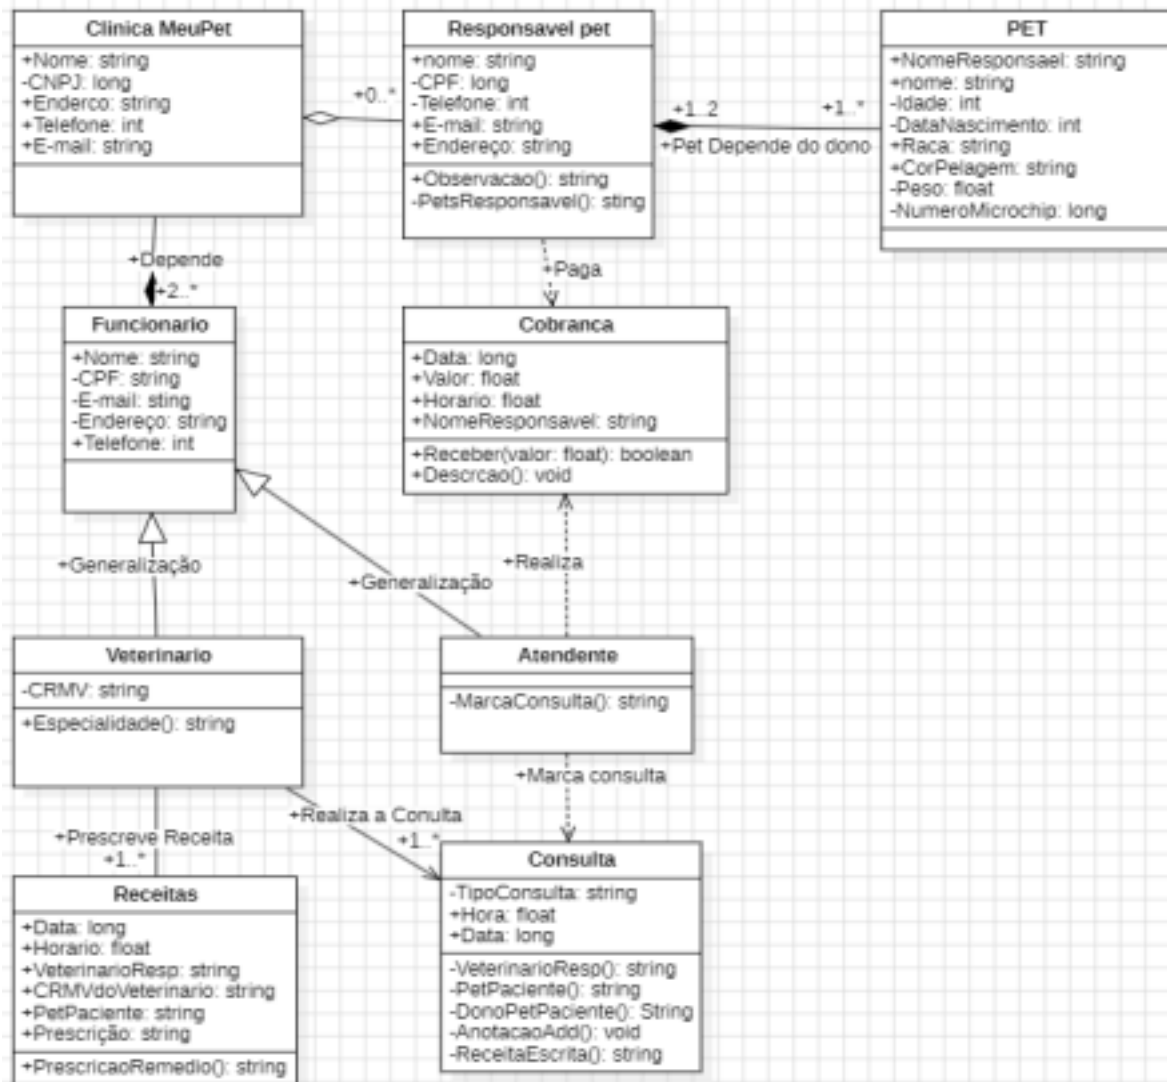 Clinica MeuPet
+Nome: string
-CNPJ: long
+Enderco: string
+Telefone: int
+E-mail: string
+0..*
Responsavel pet
+nome: string
-CPF: long
-Telefone: int
+E-mail: string
+Endereço: string
+Observacao(): string
-PetsResponsavel(): sting
+1..2
+1..*
+Pet Depende do dono
PET
+NomeResponsael: string
+nome: string
-Idade: int
-DataNascimento: int
+Raca: string
+CorPelagem: string
-Peso: float
-NumeroMicrochip: long
+Depende
+2..*
+Paga
Funcionario
+Nome: string
-CPF: string
-E-mail: sting
-Endereço: string
+Telefone: int
Cobranca
+Data: long
+Valor: float
+Horario: float
+NomeResponsavel: string
+Receber(valor: float): boolean
+Descrcao(): void
+Generalização
+Generalização
+Realiza
Veterinario
-CRMV: string
+Especialidade(): string
Atendente
-MarcaConsulta(): string
+Marca consulta
+Realiza a Conulta
+1..*
+Prescreve Receita
+1..*
Receitas
+Data: long
+Horario: float
+VeterinarioResp: string
+CRMVdoVeterinario: string
+PetPaciente: string
+Prescrição: string
+PrescricaoRemedio(): string
Consulta
-TipoConsulta: string
+Hora: float
+Data: long
-VeterinarioResp(): string
-PetPaciente(): string
-DonoPetPaciente(): String
-AnotacaoAdd(): void
-ReceitaEscrita(): string